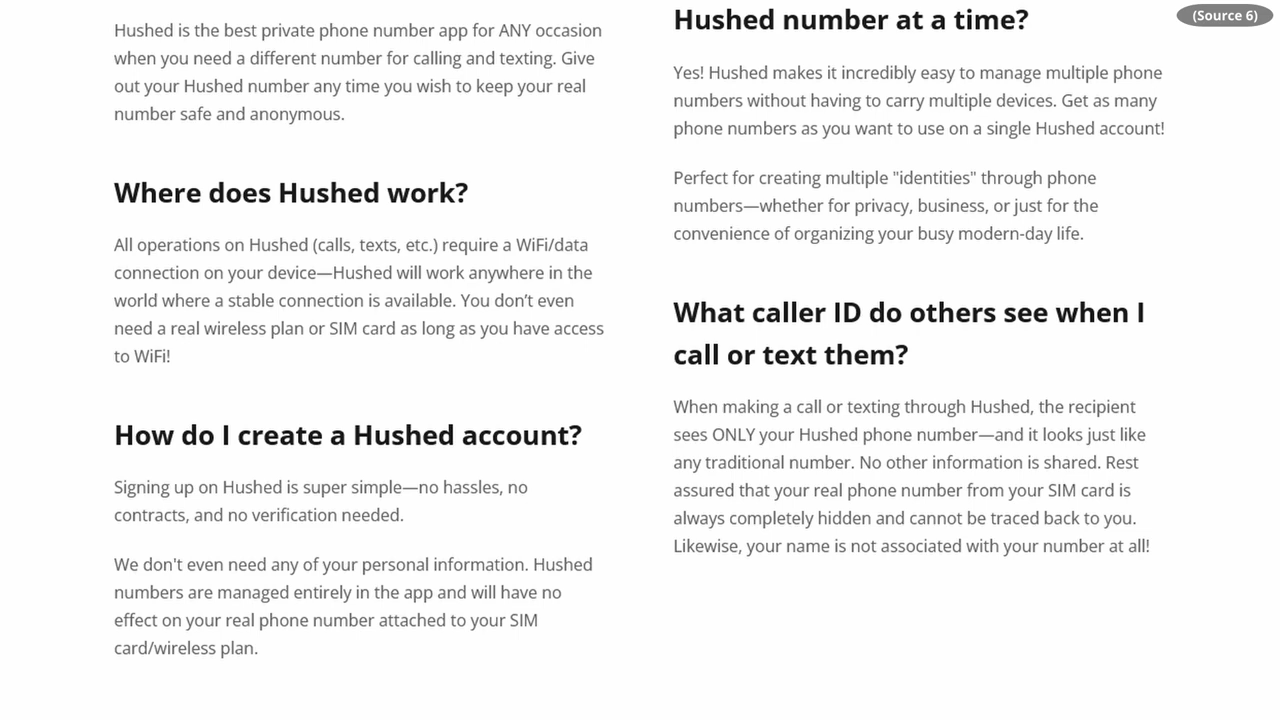 Hushed is the best private phone number app for ANY occasion
when you need a different number for calling and texting. Give
out your Hushed number any time you wish to keep your real
number safe and anonymous.
Where does Hushed work?
All operations on Hushed (calls, texts, etc.) require a WiFi/data
connection on your device—Hushed will work anywhere in the
world where a stable connection is available. You don’t even
need a real wireless plan or SIM card as long as you have access
to WiFi!
How do I create a Hushed account?
Signing up on Hushed is super simple—no hassles, no
contracts, and no verification needed.
We don't even need any of your personal information. Hushed
numbers are managed entirely in the app and will have no
effect on your real phone number attached to your SIM
card/wireless plan.
Hushed number at a time?
Yes! Hushed makes it incredibly easy to manage multiple phone
numbers without having to carry multiple devices. Get as many
phone numbers as you want to use on a single Hushed account!
Perfect for creating multiple "identities" through phone
numbers—whether for privacy, business, or just for the
convenience of organizing your busy modern-day life.
What caller ID do others see when I
call or text them?
When making a call or texting through Hushed, the recipient
sees ONLY your Hushed phone number—and it looks just like
any traditional number. No other information is shared. Rest
assured that your real phone number from your SIM card is
always completely hidden and cannot be traced back to you.
Likewise, your name is not associated with your number at all!
(Source 6)